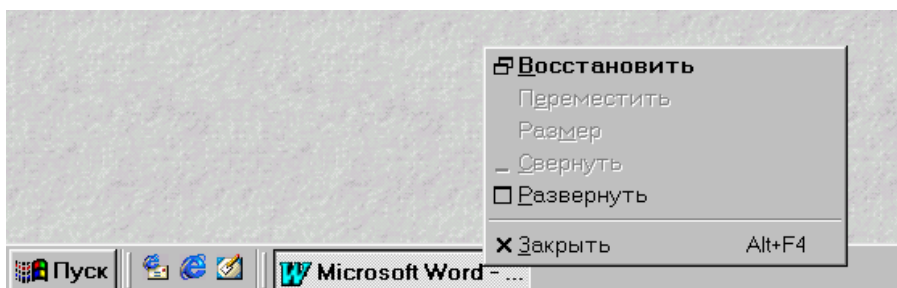 Восстановить
Переместить
Размер
Свернуть
Развернуть
Закрыть Alt+F4
Пуск Microsoft Word - ...